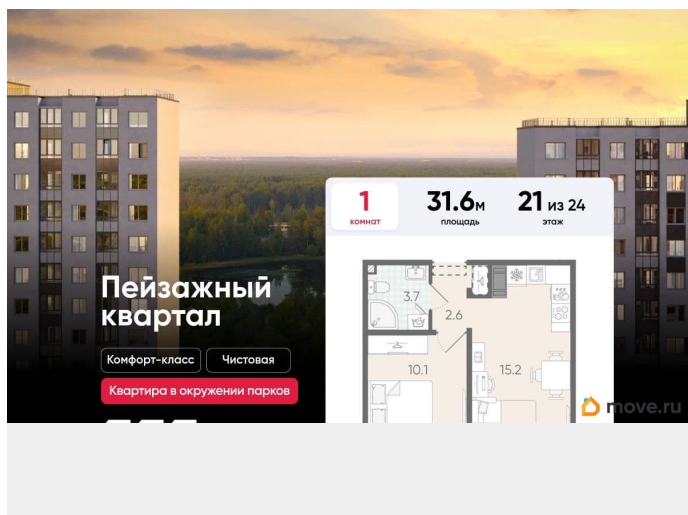 1
комнат
31.6м
площадь
21 из 24
этаж
Пейзажный
квартал
Комфорт-класс
Чистовая
Квартира в окружении парков
3.7
2.6
10.1
15.2
move.ru